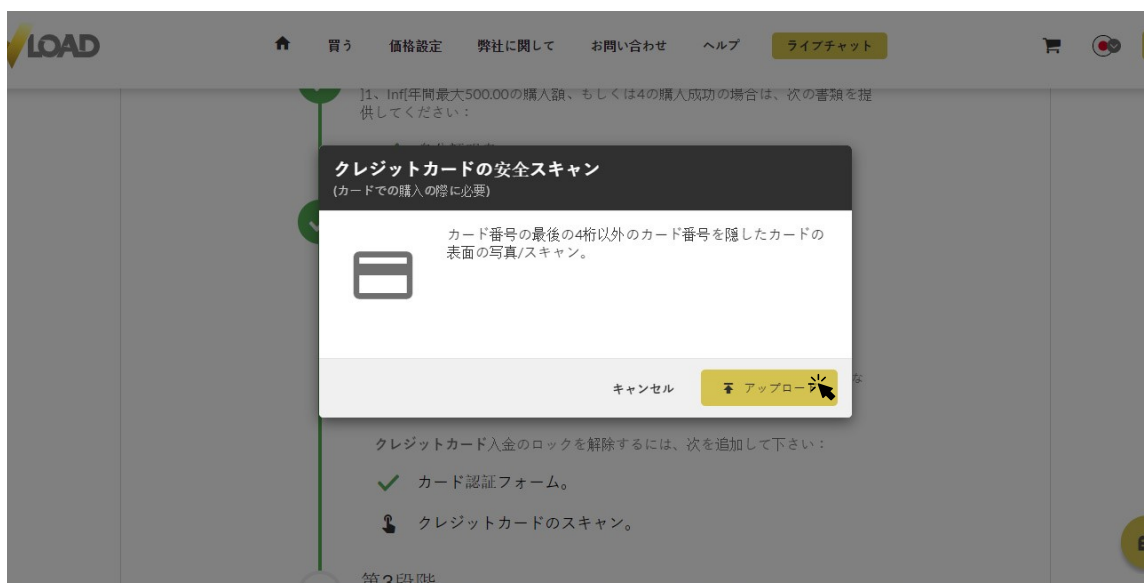 LOAD
買う 価格設定 弊社に関して お問い合わせ ヘルプ ライブチャット
]1、Inf[年間最大500.00の購入額、もしくは4の購入成功の場合は、次の書類を提
供してください：
クレジットカードの安全スキャン
(カードでの購入の際に必要)
カード番号の最後の4桁以外のカード番号を隠したカードの
表面の写真/スキャン。
キャンセル アップロード
な
クレジットカード入金のロックを解除するには、次を追加して下さい：
カード認証フォーム。
クレジットカードのスキャン。
第3段階